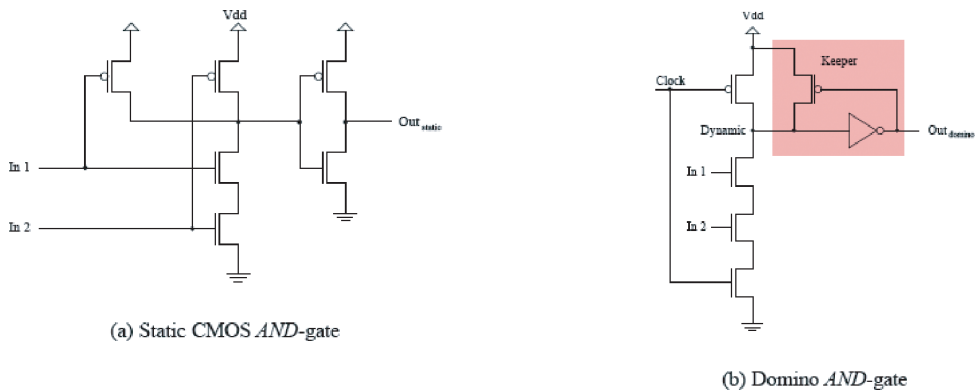 Vdd
In 1
In 2
Out static
(a) Static CMOS AND-gate
Vdd
Keeper
Clock
Dynamic
Out domino
In 1
In 2
(b) Domino AND-gate